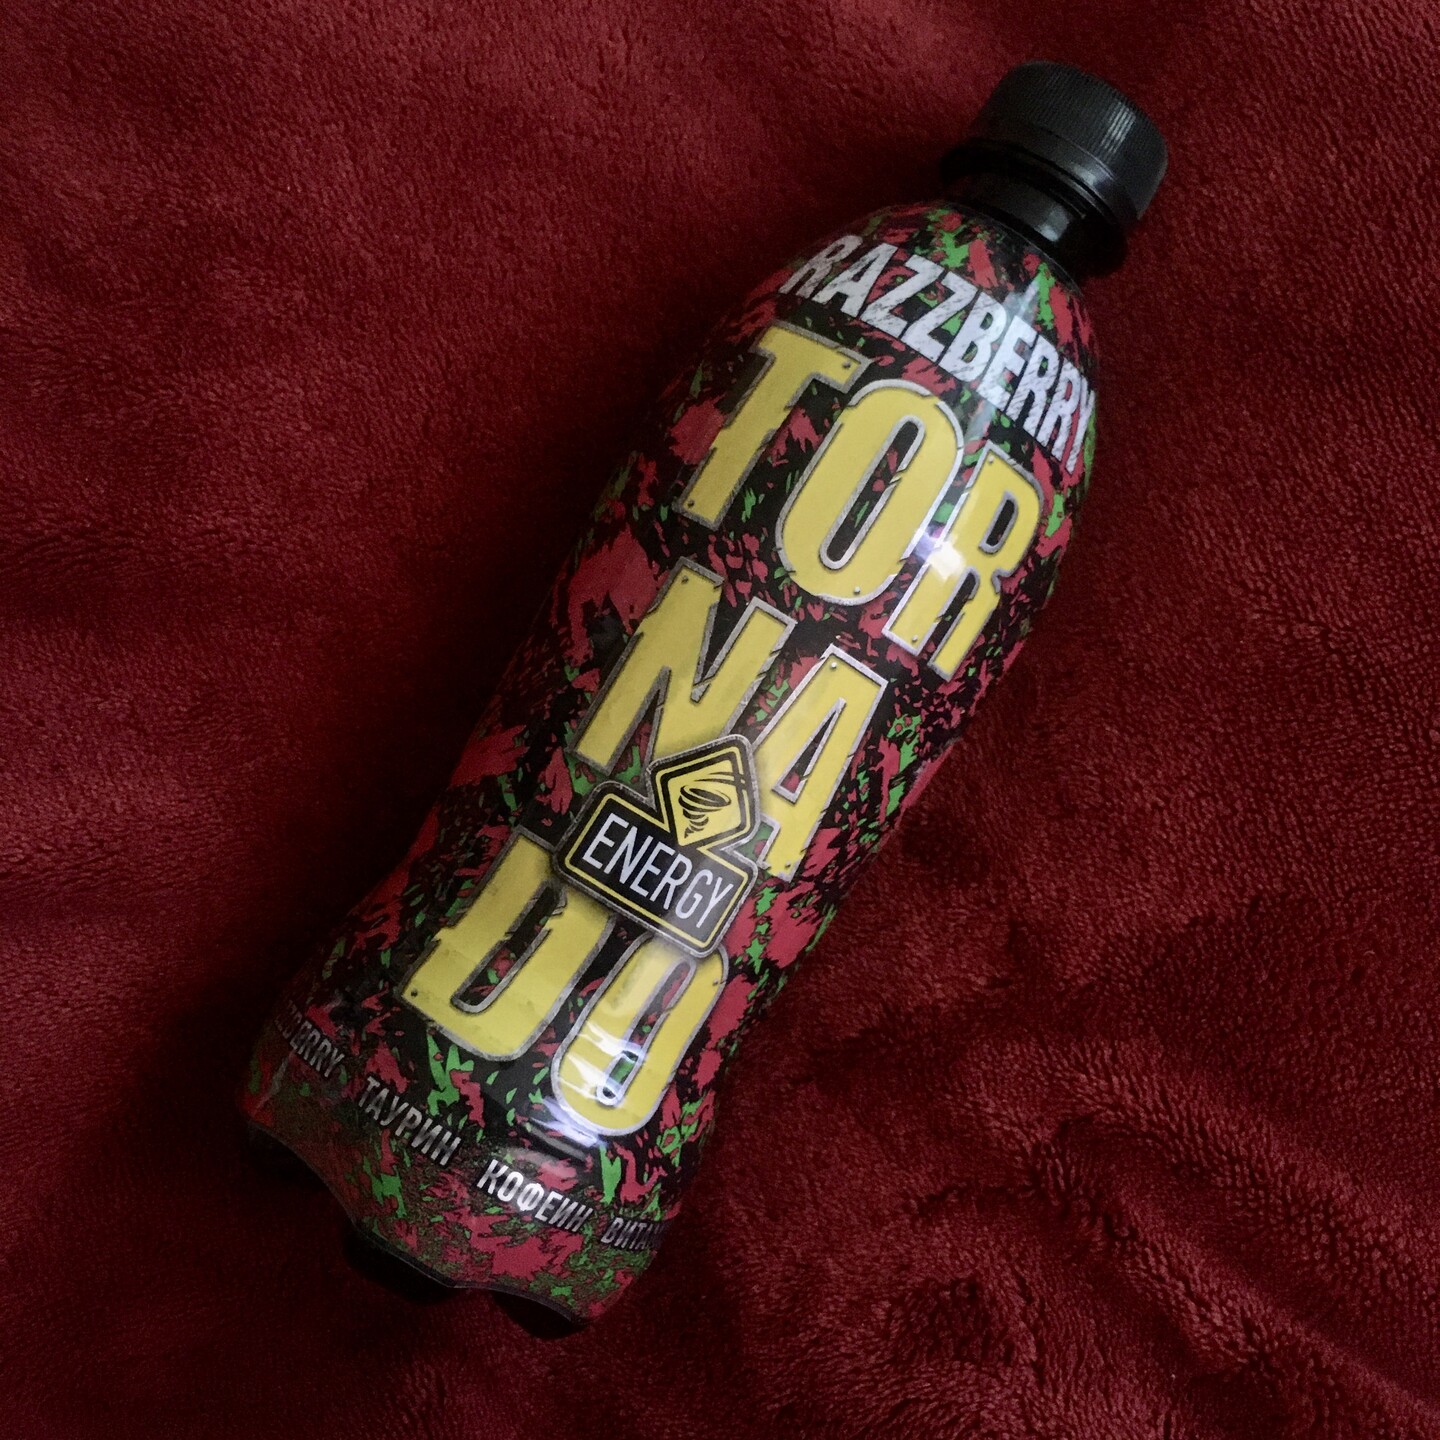 RAZZBERRY
TOR
NA
DO
ENERGY
ТАУРИН КОФЕИН